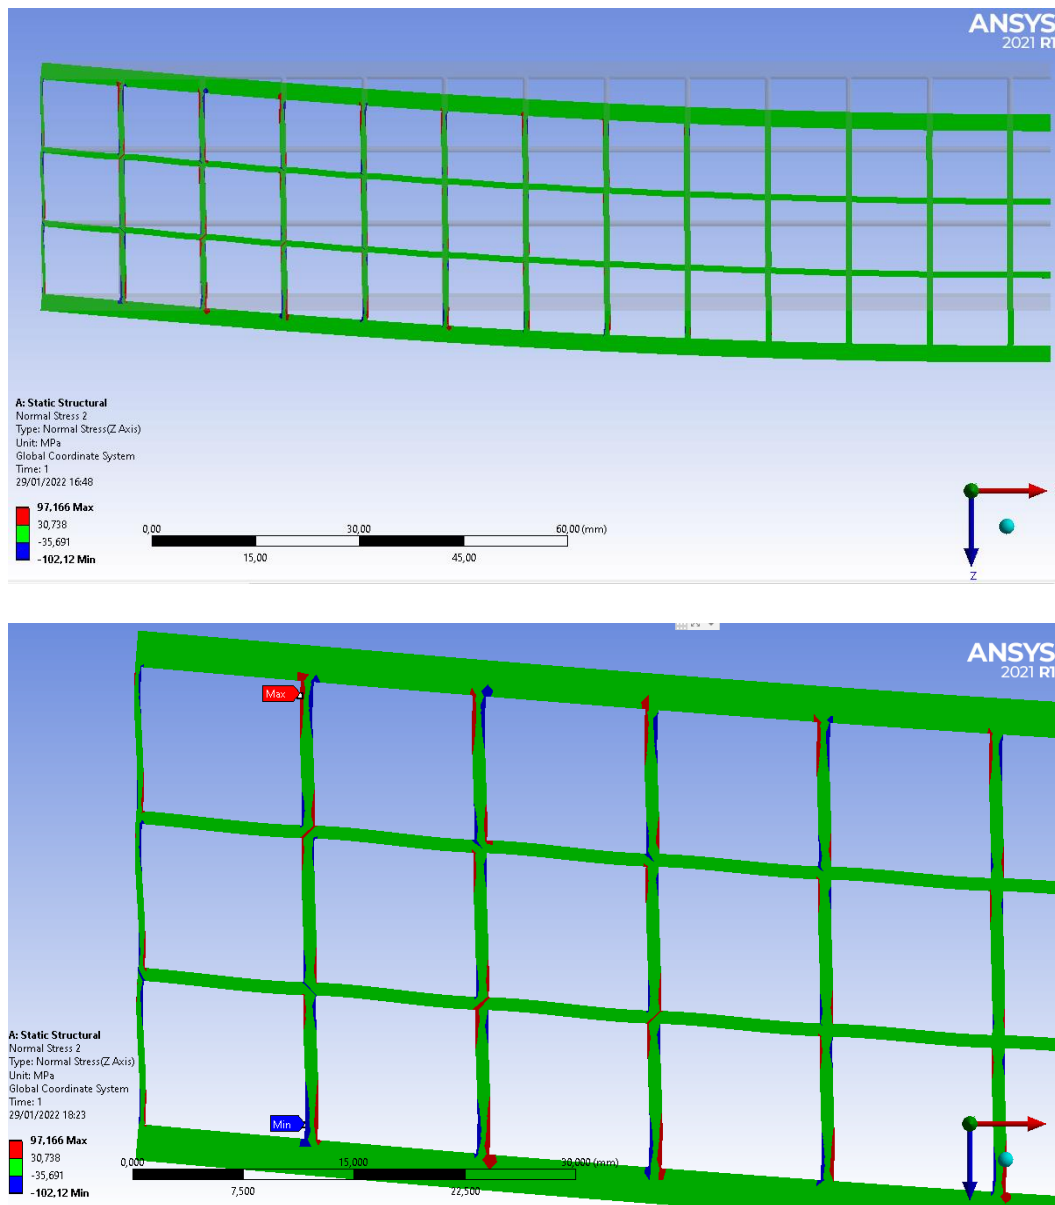 ANSYS
2021 R1
A: Static Structural
Normal Stress 2
Type: Normal Stress(Z Axis)
Unit: MPa
Global Coordinate System
Time: 1
29/01/2022 16:48
97,166 Max
30,738
-35,691
-102,12 Min
0,00 30,00 60,00 (mm)
15,00 45,00
Z
ANSYS
2021 R1
Max
Min
A: Static Structural
Normal Stress 2
Type: Normal Stress(Z Axis)
Unit: MPa
Global Coordinate System
Time: 1
29/01/2022 18:23
97,166 Max
30,738
-35,691
-102,12 Min
0,000 15,000 30,000 (mm)
7,500 22,500